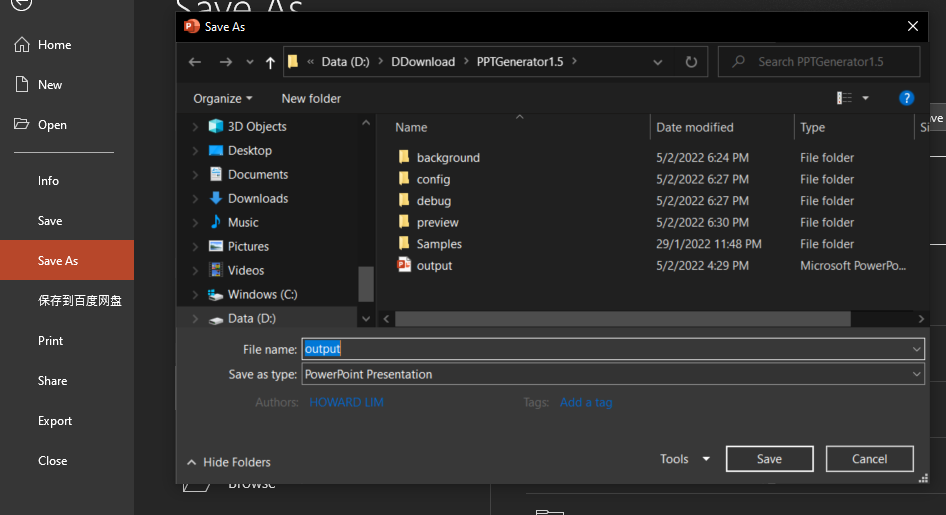 Save As
Save As
Home
New
Open
Info
Save
Save As
保存到百度网盘
Print
Share
Export
Close
« Data (D:) > DDownload > PPTGenerator1.5 >
Search PPTGenerator1.5
Organize
New folder
?
3D Objects
Desktop
Documents
Downloads
Music
Pictures
Videos
Windows (C:)
Data (D:)
Name Date modified Type Si
background 5/2/2022 6:24 PM File folder
config 5/2/2022 6:27 PM File folder
debug 5/2/2022 6:27 PM File folder
preview 5/2/2022 6:30 PM File folder
Samples 29/1/2022 11:48 PM File folder
output 5/2/2022 4:29 PM Microsoft PowerPo...
ve
File name: output
Save as type: PowerPoint Presentation
Authors: HOWARD LIM
Tags: Add a tag
Hide Folders
Tools
Save
Cancel
Browse